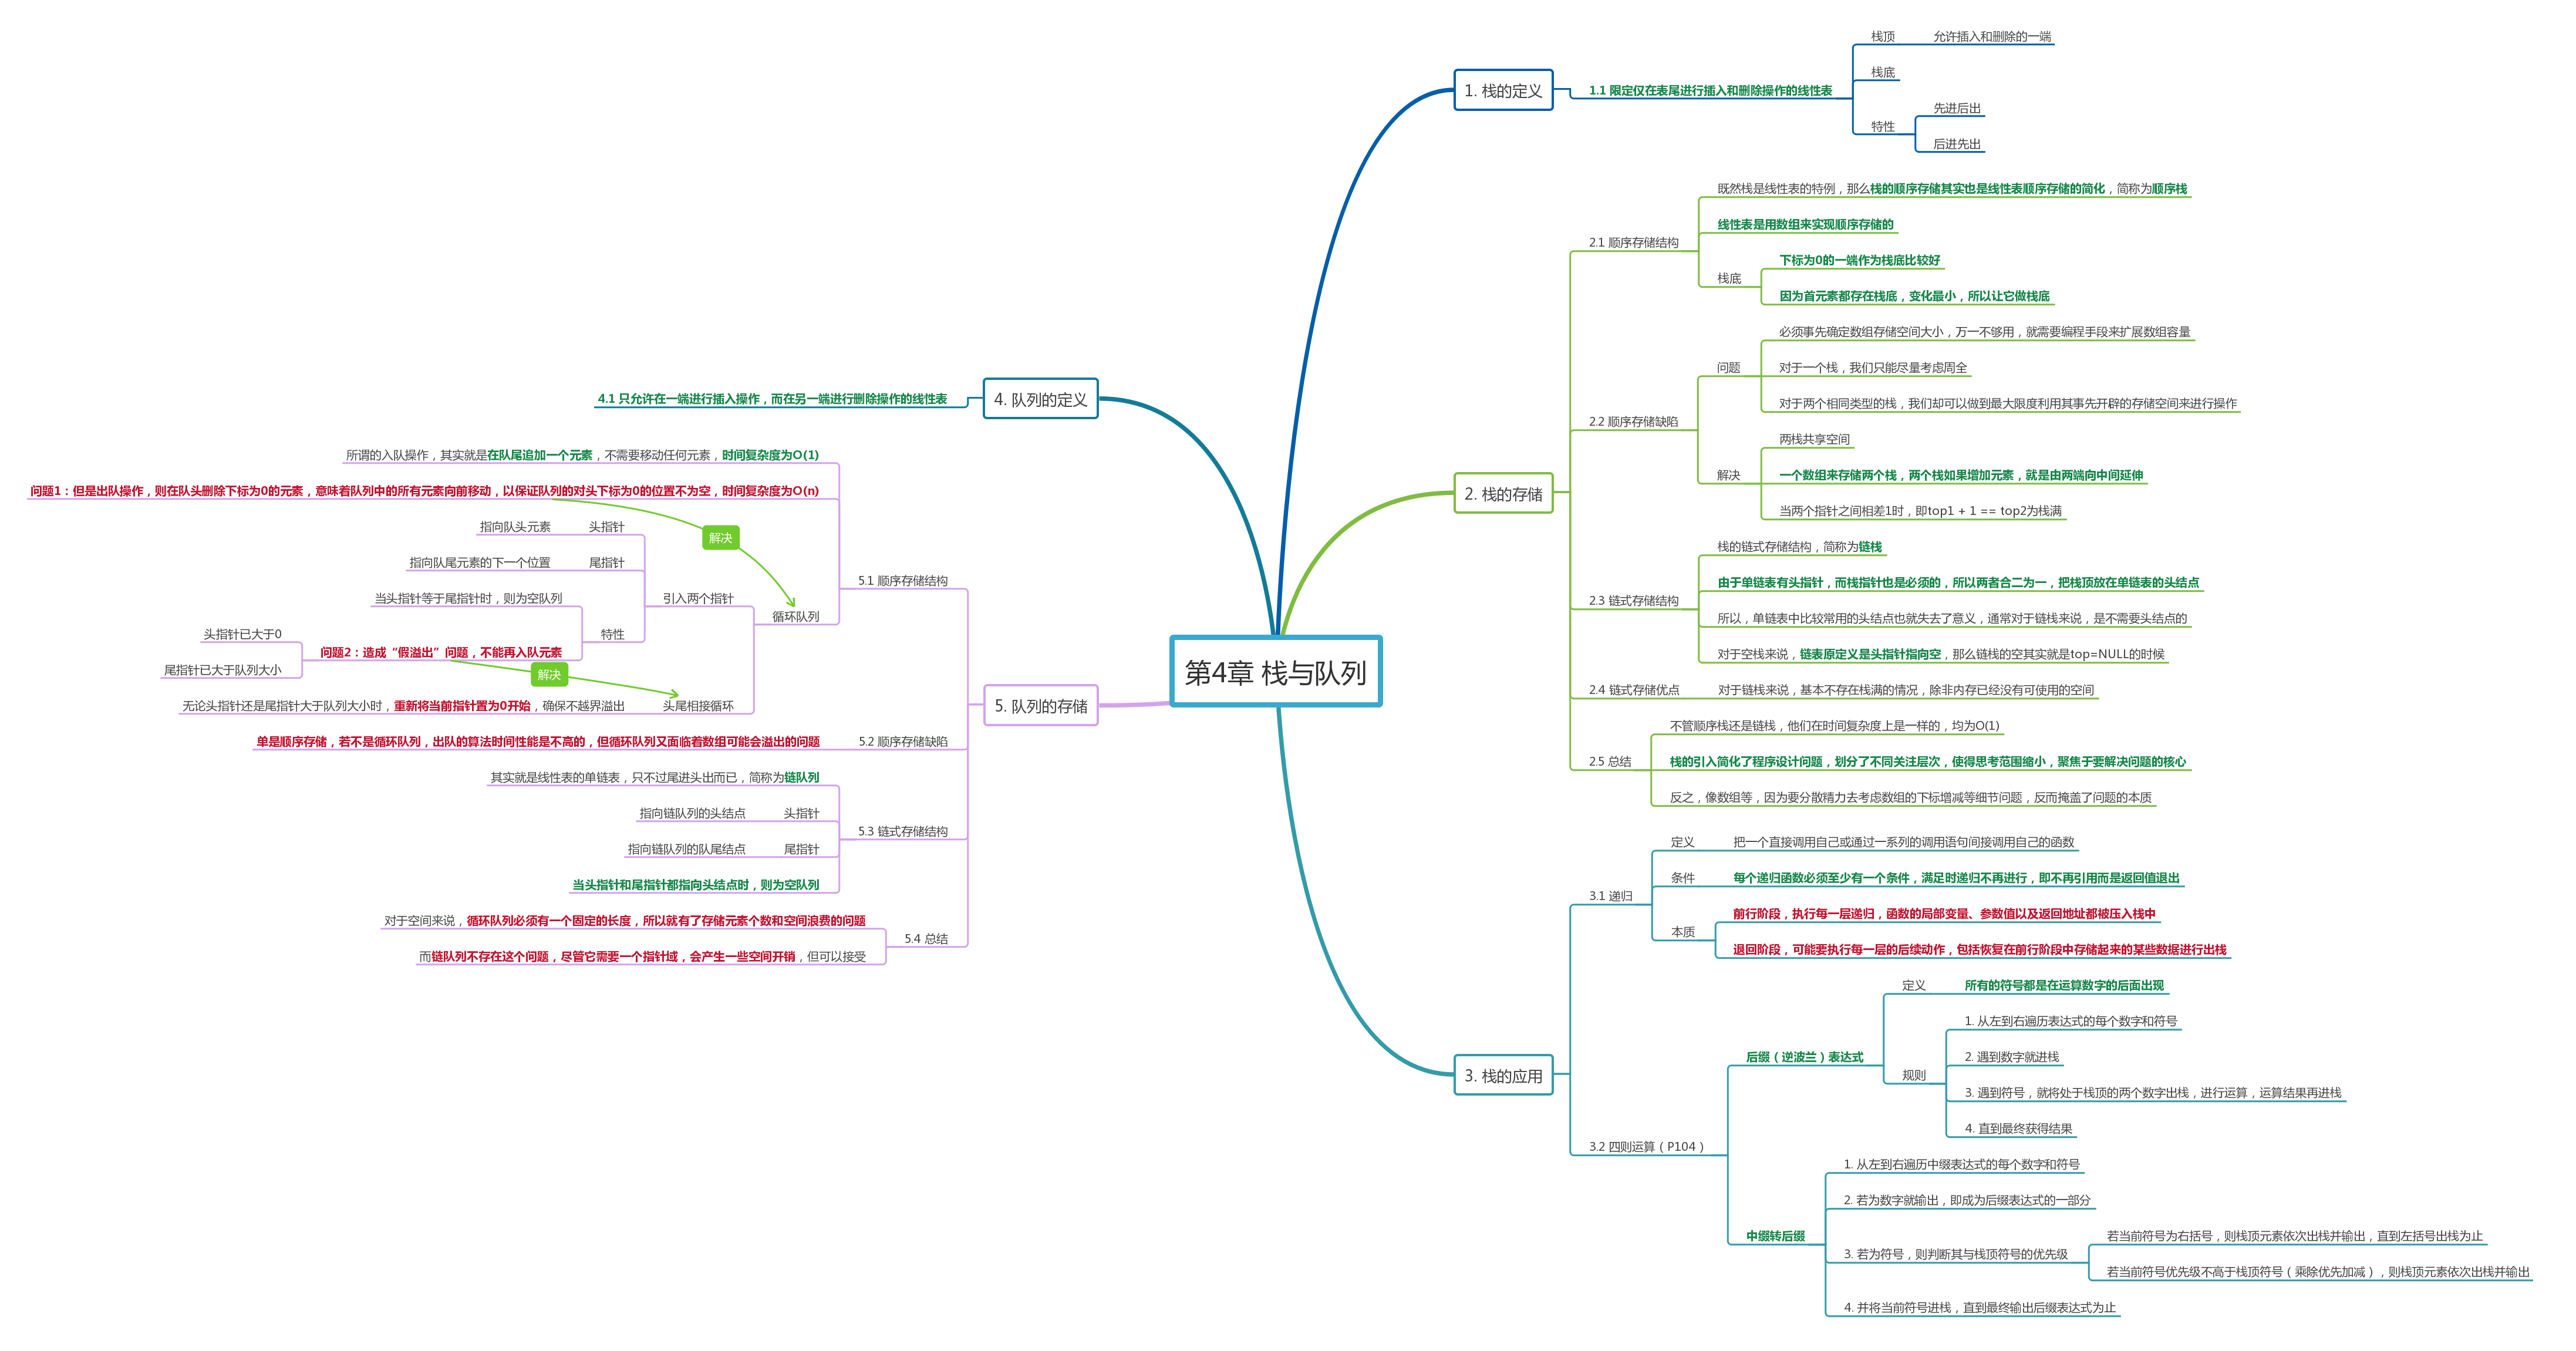 第4章 栈与队列
1. 栈的定义
1.1 限定仅在表尾进行插入和删除操作的线性表
栈顶
允许插入和删除的一端
栈底
特性
先进后出
后进先出
2. 栈的存储
2.1 顺序存储结构
既然栈是线性表的特例，那么栈的顺序存储其实也是线性表顺序存储的简化，简称为顺序栈
线性表是用数组来实现顺序存储的
栈底
下标为0的一端作为栈底比较好
因为首元素都存在栈底，变化最小，所以让它做栈底
2.2 顺序存储缺陷
问题
必须事先确定数组存储空间大小，万一不够用，就需要编程手段来扩展数组容量
对于一个栈，我们只能尽量考虑周全
对于两个相同类型的栈，我们却可以做到最大限度利用其事先开辟的存储空间来进行操作
解决
两栈共享空间
一个数组来存储两个栈，两个栈如果增加元素，就是由两端向中间延伸
当两个指针之间相差1时，即top1 + 1 == top2为栈满
2.3 链式存储结构
栈的链式存储结构，简称为链栈
由于单链表有头指针，而栈指针也是必须的，所以两者合二为一，把栈顶放在单链表的头结点
所以，单链表中比较常用的头结点也就失去了意义，通常对于链栈来说，是不需要头结点的
对于空栈来说，链表原定义是头指针指向空，那么链栈的空其实就是top=NULL的时候
2.4 链式存储优点
对于链栈来说，基本不存在栈满的情况，除非内存已经没有可使用的空间
2.5 总结
不管顺序栈还是链栈，他们在时间复杂度上是一样的，均为O(1)
栈的引入简化了程序设计问题，划分了不同关注层次，使得思考范围缩小，聚焦于要解决问题的核心
反之，像数组等，因为要分散精力去考虑数组的下标增减等细节问题，反而掩盖了问题的本质
3. 栈的应用
3.1 递归
定义
把一个直接调用自己或通过一系列的调用语句间接调用自己的函数
条件
每个递归函数必须至少有一个条件，满足时递归不再进行，即不再引用而是返回值退出
本质
前行阶段，执行每一层递归，函数的局部变量、参数值以及返回地址都被压入栈中
退回阶段，可能要执行每一层的后续动作，包括恢复在前行阶段中存储起来的某些数据进行出栈
3.2 四则运算（P104）
后缀（逆波兰）表达式
定义
所有的符号都是在运算数字的后面出现
规则
1. 从左到右遍历表达式的每个数字和符号
2. 遇到数字就进栈
3. 遇到符号，就将处于栈顶的两个数字出栈，进行运算，运算结果再进栈
4. 直到最终获得结果
中缀转后缀
1. 从左到右遍历中缀表达式的每个数字和符号
2. 若为数字就输出，即成为后缀表达式的一部分
3. 若为符号，则判断其与栈顶符号的优先级
若当前符号为右括号，则栈顶元素依次出栈并输出，直到左括号出栈为止
若当前符号优先级不高于栈顶符号（乘除优先加减），则栈顶元素依次出栈并输出
4. 并将当前符号进栈，直到最终输出后缀表达式为止
4. 队列的定义
4.1 只允许在一端进行插入操作，而在另一端进行删除操作的线性表
5. 队列的存储
5.1 顺序存储结构
所谓的入队操作，其实就是在队尾追加一个元素，不需要移动任何元素，时间复杂度为O(1)
问题1：但是出队操作，则在队头删除下标为0的元素，意味着队列中的所有元素向前移动，以保证队列的对头下标为0的位置不为空，时间复杂度为O(n)
解决
循环队列
引入两个指针
头指针
指向队头元素
尾指针
指向队尾元素的下一个位置
特性
当头指针等于尾指针时，则为空队列
问题2：造成“假溢出”问题，不能再入队元素
头指针已大于0
尾指针已大于队列大小
解决
头尾相接循环
无论头指针还是尾指针大于队列大小时，重新将当前指针置为0开始，确保不越界溢出
5.2 顺序存储缺陷
单是顺序存储，若不是循环队列，出队的算法时间性能是不高的，但循环队列又面临着数组可能会溢出的问题
5.3 链式存储结构
其实就是线性表的单链表，只不过尾进头出而已，简称为链队列
头指针
指向链队列的头结点
尾指针
指向链队列的队尾结点
当头指针和尾指针都指向头结点时，则为空队列
5.4 总结
对于空间来说，循环队列必须有一个固定的长度，所以就有了存储元素个数和空间浪费的问题
而链队列不存在这个问题，尽管它需要一个指针域，会产生一些空间开销，但可以接受